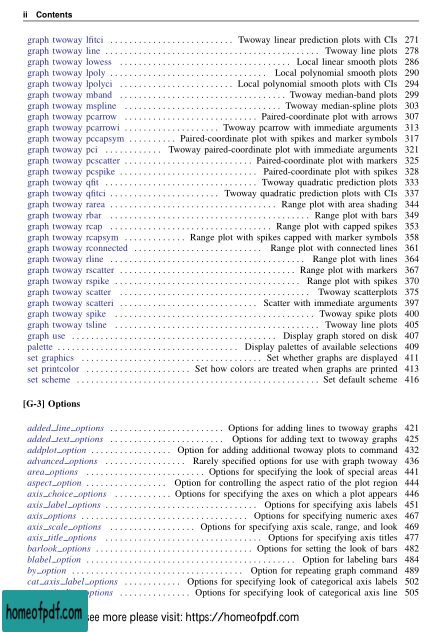 ii Contents
graph twoway lfitci . . . . . . . . . . . . . . . . . . . . . . . . . . Twoway linear prediction plots with CIs 271
graph twoway line . . . . . . . . . . . . . . . . . . . . . . . . . . Twoway line plots 278
graph twoway lowess . . . . . . . . . . . . . . . . . . . . . . . . . . Local linear smooth plots 286
graph twoway lpoly . . . . . . . . . . . . . . . . . . . . . . . . . . Local polynomial smooth plots 290
graph twoway lpolyci . . . . . . . . . . . . . . . . . . . . . . . . Local polynomial smooth plots with CIs 294
graph twoway mband . . . . . . . . . . . . . . . . . . . . . . . . . . Twoway median-band plots 299
graph twoway mspline . . . . . . . . . . . . . . . . . . . . . . . . . . Twoway median-spline plots 303
graph twoway pcarrow . . . . . . . . . . . . . . . . . . . . . . . . . . Paired-coordinate plot with arrows 307
graph twoway pcarrowi . . . . . . . . . . . . . . . . . . . . Twoway pcarrow with immediate arguments 313
graph twoway pccapsym . . . . . . . . . . Paired-coordinate plot with spikes and marker symbols 317
graph twoway pci . . . . . . . . . . . . Twoway paired-coordinate plot with immediate arguments 321
graph twoway pcscatter . . . . . . . . . . . . . . . . . . . . . . . . . . Paired-coordinate plot with markers 325
graph twoway pcspike . . . . . . . . . . . . . . . . . . . . . . . . . . Paired-coordinate plot with spikes 328
graph twoway qfit . . . . . . . . . . . . . . . . . . . . . . . . . . Twoway quadratic prediction plots 333
graph twoway qfitci . . . . . . . . . . . . . . . . . . . . . . Twoway quadratic prediction plots with CIs 337
graph twoway rarea . . . . . . . . . . . . . . . . . . . . . . . . . . Range plot with area shading 344
graph twoway rbar . . . . . . . . . . . . . . . . . . . . . . . . . . Range plot with bars 349
graph twoway rcap . . . . . . . . . . . . . . . . . . . . . . . . . . Range plot with capped spikes 353
graph twoway rcapsym . . . . . . . . . . . . . Range plot with spikes capped with marker symbols 358
graph twoway rconnected . . . . . . . . . . . . . . . . . . . . . . . . . . Range plot with connected lines 361
graph twoway rline . . . . . . . . . . . . . . . . . . . . . . . . . . Range plot with lines 364
graph twoway rscatter . . . . . . . . . . . . . . . . . . . . . . . . . . Range plot with markers 367
graph twoway rspike . . . . . . . . . . . . . . . . . . . . . . . . . . Range plot with spikes 370
graph twoway scatter . . . . . . . . . . . . . . . . . . . . . . . . . . Twoway scatterplots 375
graph twoway scatteri . . . . . . . . . . . . . . . . . . . . . . . . . . Scatter with immediate arguments 397
graph twoway spike . . . . . . . . . . . . . . . . . . . . . . . . . . Twoway spike plots 400
graph twoway tsline . . . . . . . . . . . . . . . . . . . . . . . . . . Twoway line plots 405
graph use . . . . . . . . . . . . . . . . . . . . . . . . . . Display graph stored on disk 407
palette . . . . . . . . . . . . . . . . . . . . . . . . . . Display palettes of available selections 409
set graphics . . . . . . . . . . . . . . . . . . . . . . . . . . Set whether graphs are displayed 411
set printcolor . . . . . . . . . . . . . . . . . . . Set how colors are treated when graphs are printed 413
set scheme . . . . . . . . . . . . . . . . . . . . . . . . . . Set default scheme 416
[G-3] Options
added_line_options . . . . . . . . . . . . . . . . . . . . . . . . Options for adding lines to twoway graphs 421
added_text_options . . . . . . . . . . . . . . . . . . . . . . . . Options for adding text to twoway graphs 425
addplot_option . . . . . . . . . . . . . . . . . Option for adding additional twoway plots to command 432
advanced_options . . . . . . . . . . . . . . . . . Rarely specified options for use with graph twoway 436
area_options . . . . . . . . . . . . . . . . . . . . . . . . . . Options for specifying the look of special areas 441
aspect_option . . . . . . . . . . . . . . . . . Option for controlling the aspect ratio of the plot region 444
axis_choice_options . . . . . . . . . . . . Options for specifying the axes on which a plot appears 446
axis_label_options . . . . . . . . . . . . . . . . . . . . . . . . . . Options for specifying axis labels 451
axis_options . . . . . . . . . . . . . . . . . . . . . . . . . . Options for specifying numeric axes 467
axis_scale_options . . . . . . . . . . . . . . . . . . . Options for specifying axis scale, range, and look 469
axis_title_options . . . . . . . . . . . . . . . . . . . . . . . . . . Options for specifying axis titles 477
barlook_options . . . . . . . . . . . . . . . . . . . . . . . . . . Options for setting the look of bars 482
blabel_option . . . . . . . . . . . . . . . . . . . . . . . . . . Option for labeling bars 484
by_option . . . . . . . . . . . . . . . . . . . . . . . . . . Option for repeating graph command 489
cat_axis_label_options . . . . . . . . . . . . Options for specifying look of categorical axis labels 502
options . . . . . . . . . . . . Options for specifying look of categorical axis line 505
homeofpdf.com
see more please visit: https://homeofpdf.com